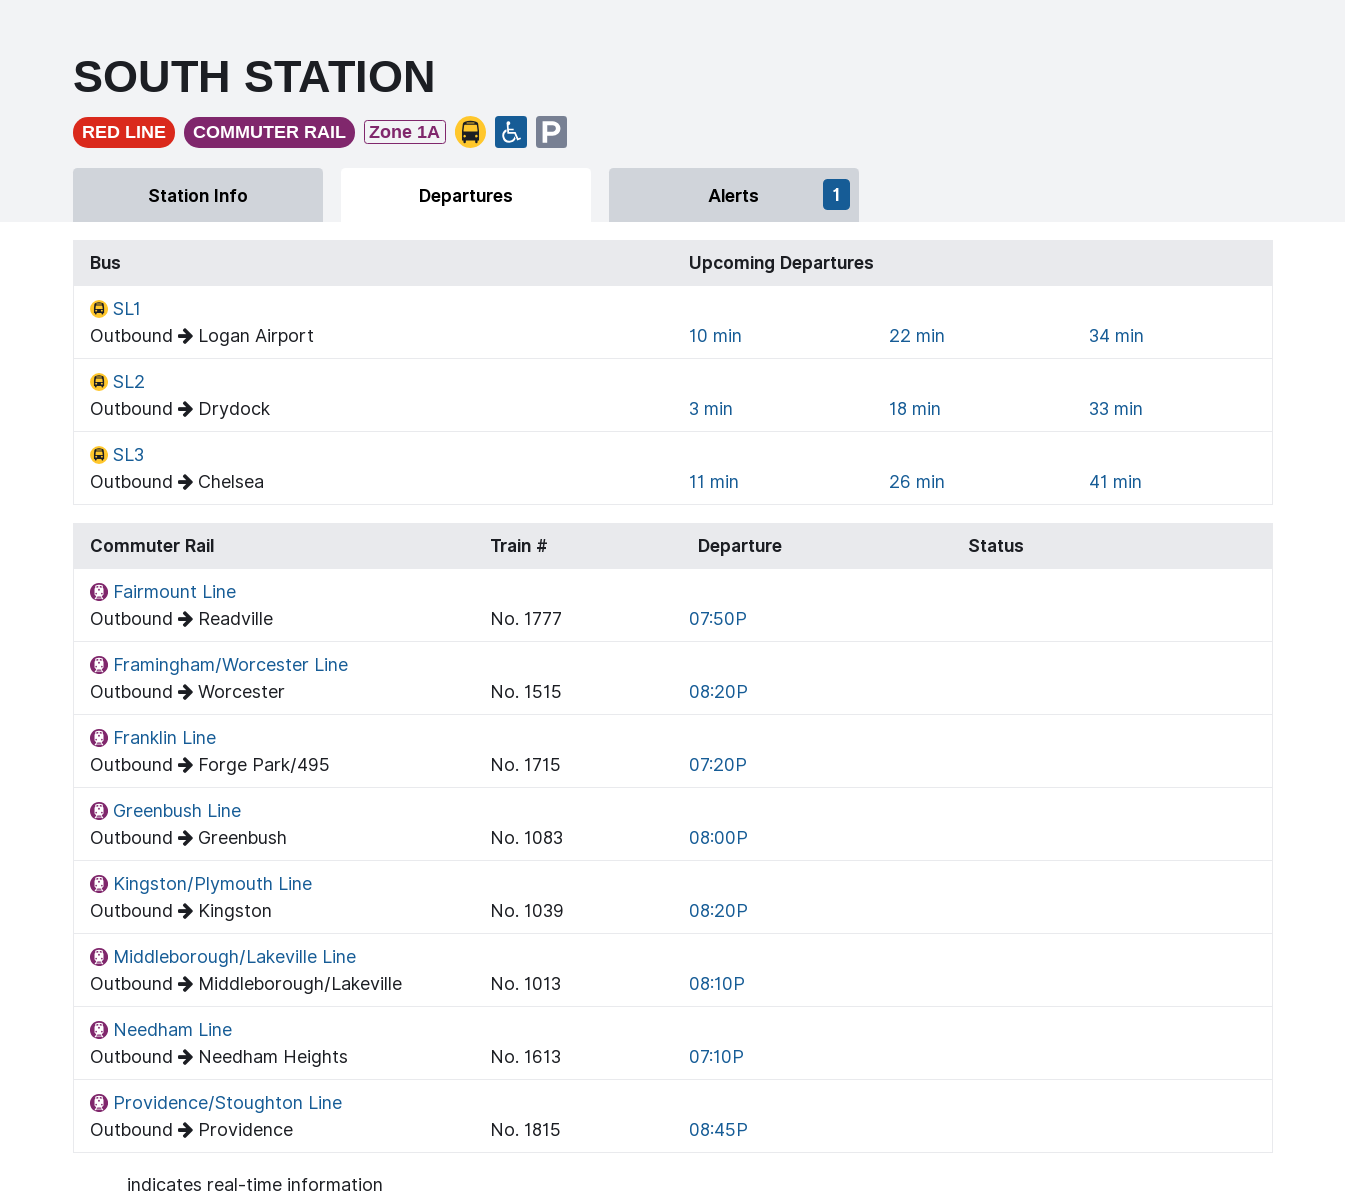 SOUTH STATION
RED LINE COMMUTER RAIL Zone 1A P
Station Info Departures Alerts 1
Bus Upcoming Departures
SL1
Outbound → Logan Airport 10 min 22 min 34 min
SL2
Outbound → Drydock 3 min 18 min 33 min
SL3
Outbound → Chelsea 11 min 26 min 41 min
Commuter Rail Train # Departure Status
Fairmount Line
Outbound → Readville No. 1777 07:50P
Framingham/Worcester Line
Outbound → Worcester No. 1515 08:20P
Franklin Line
Outbound → Forge Park/495 No. 1715 07:20P
Greenbush Line
Outbound → Greenbush No. 1083 08:00P
Kingston/Plymouth Line
Outbound → Kingston No. 1039 08:20P
Middleborough/Lakeville Line
Outbound → Middleborough/Lakeville No. 1013 08:10P
Needham Line
Outbound → Needham Heights No. 1613 07:10P
Providence/Stoughton Line
Outbound → Providence No. 1815 08:45P
indicates real-time information